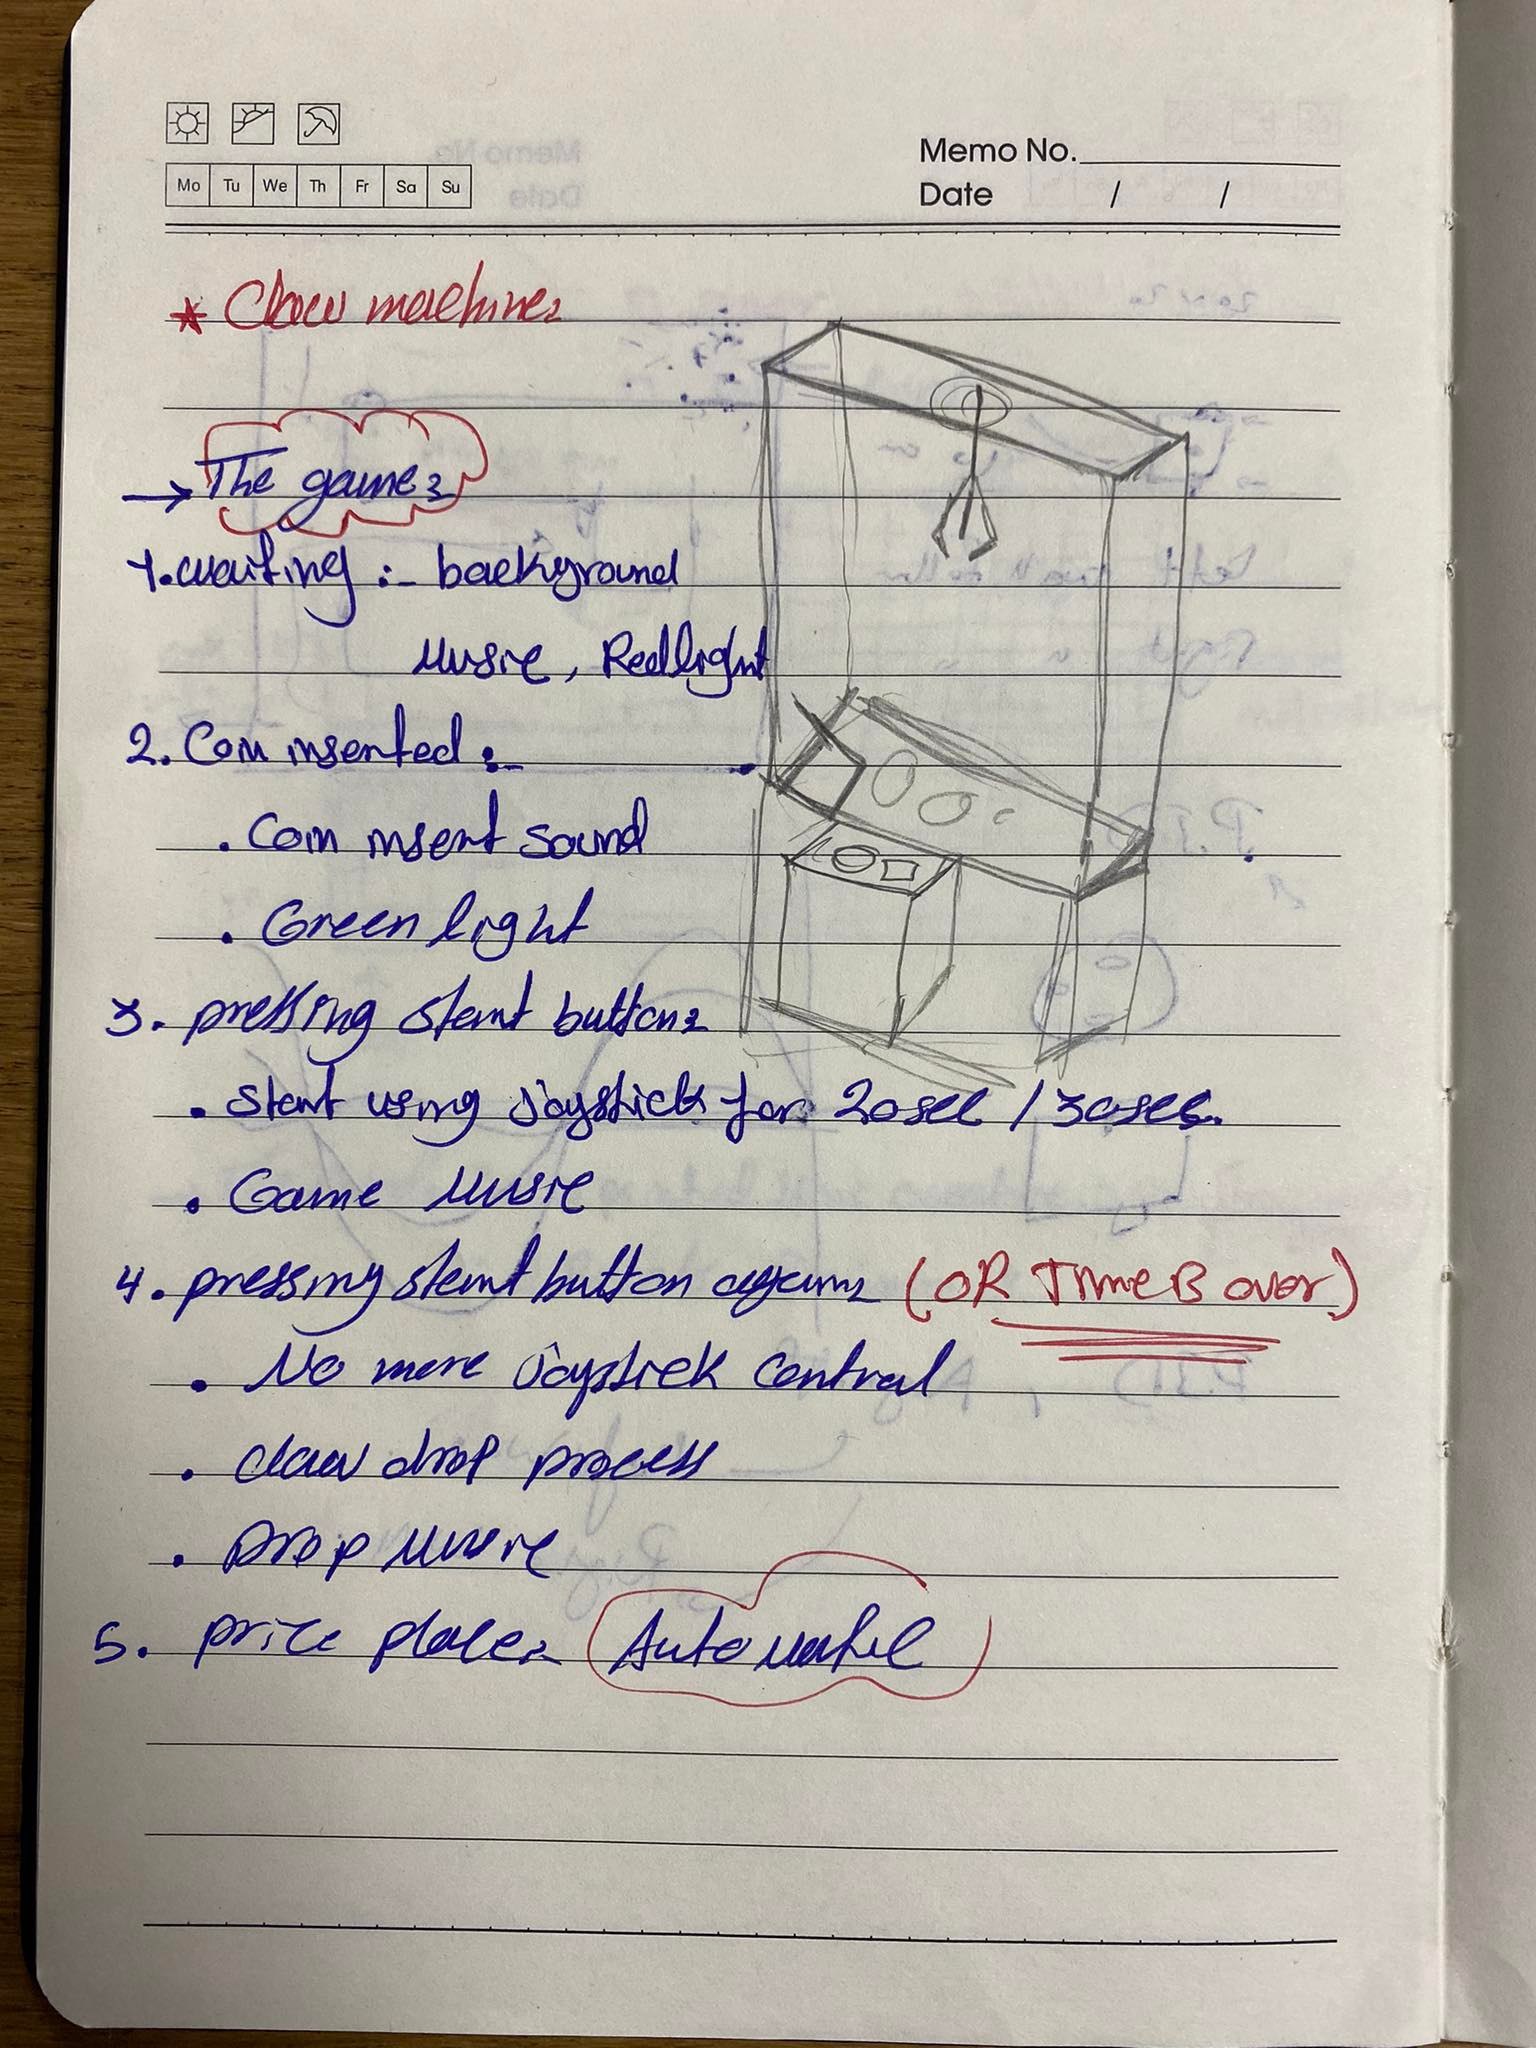 Mo Tu We Th Fr Sa Su
Memo No.
Date / /
* Claw machine:
→ The game:
1. waiting :- background
Music, Red light
2. Coin inserted :-
. Coin insert sound
. Green light
3. pressing start button:
. start using joystick for 20sec / 30sec.
. Game Music
4. pressing start button again: (OR TIME is over)
. No more joystick control
. claw drop process
. Drop Music
5. price place: Automatic